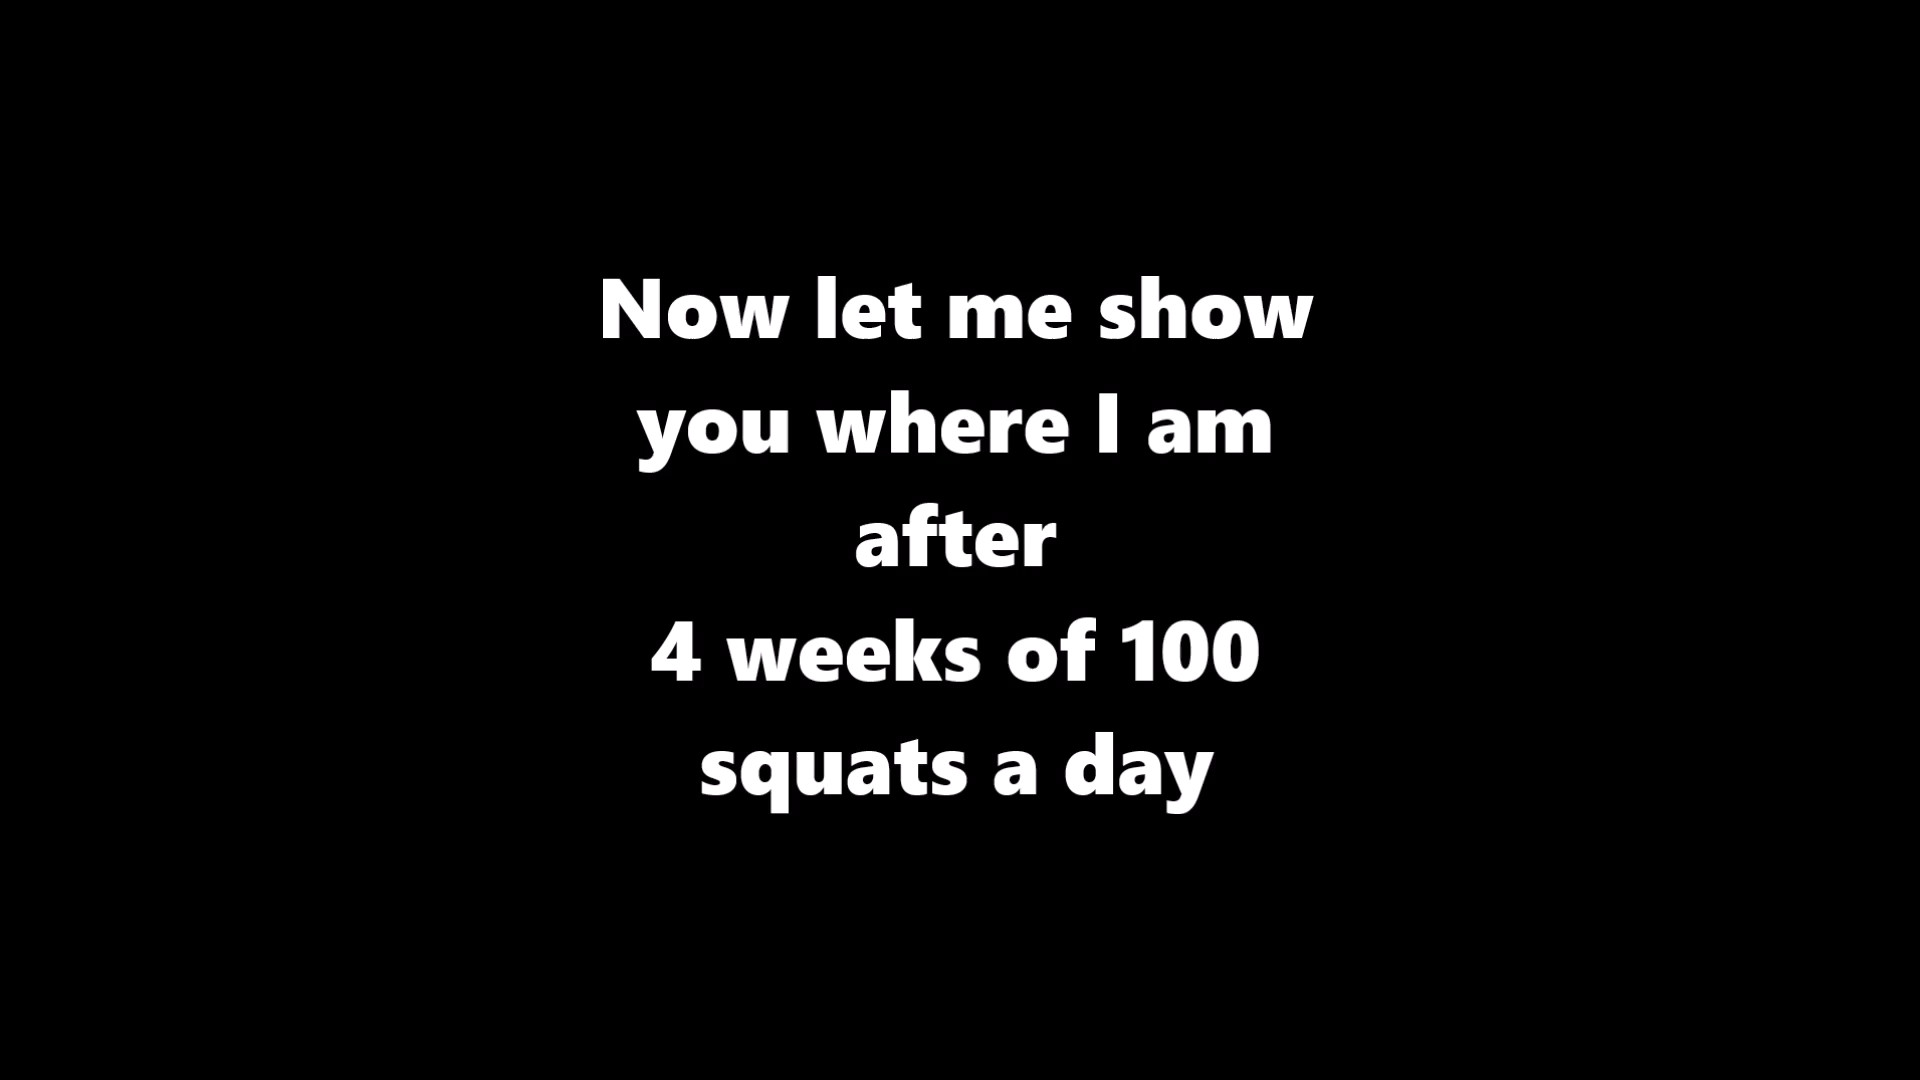 Now let me show
you where I am
after
4 weeks of 100
squats a day